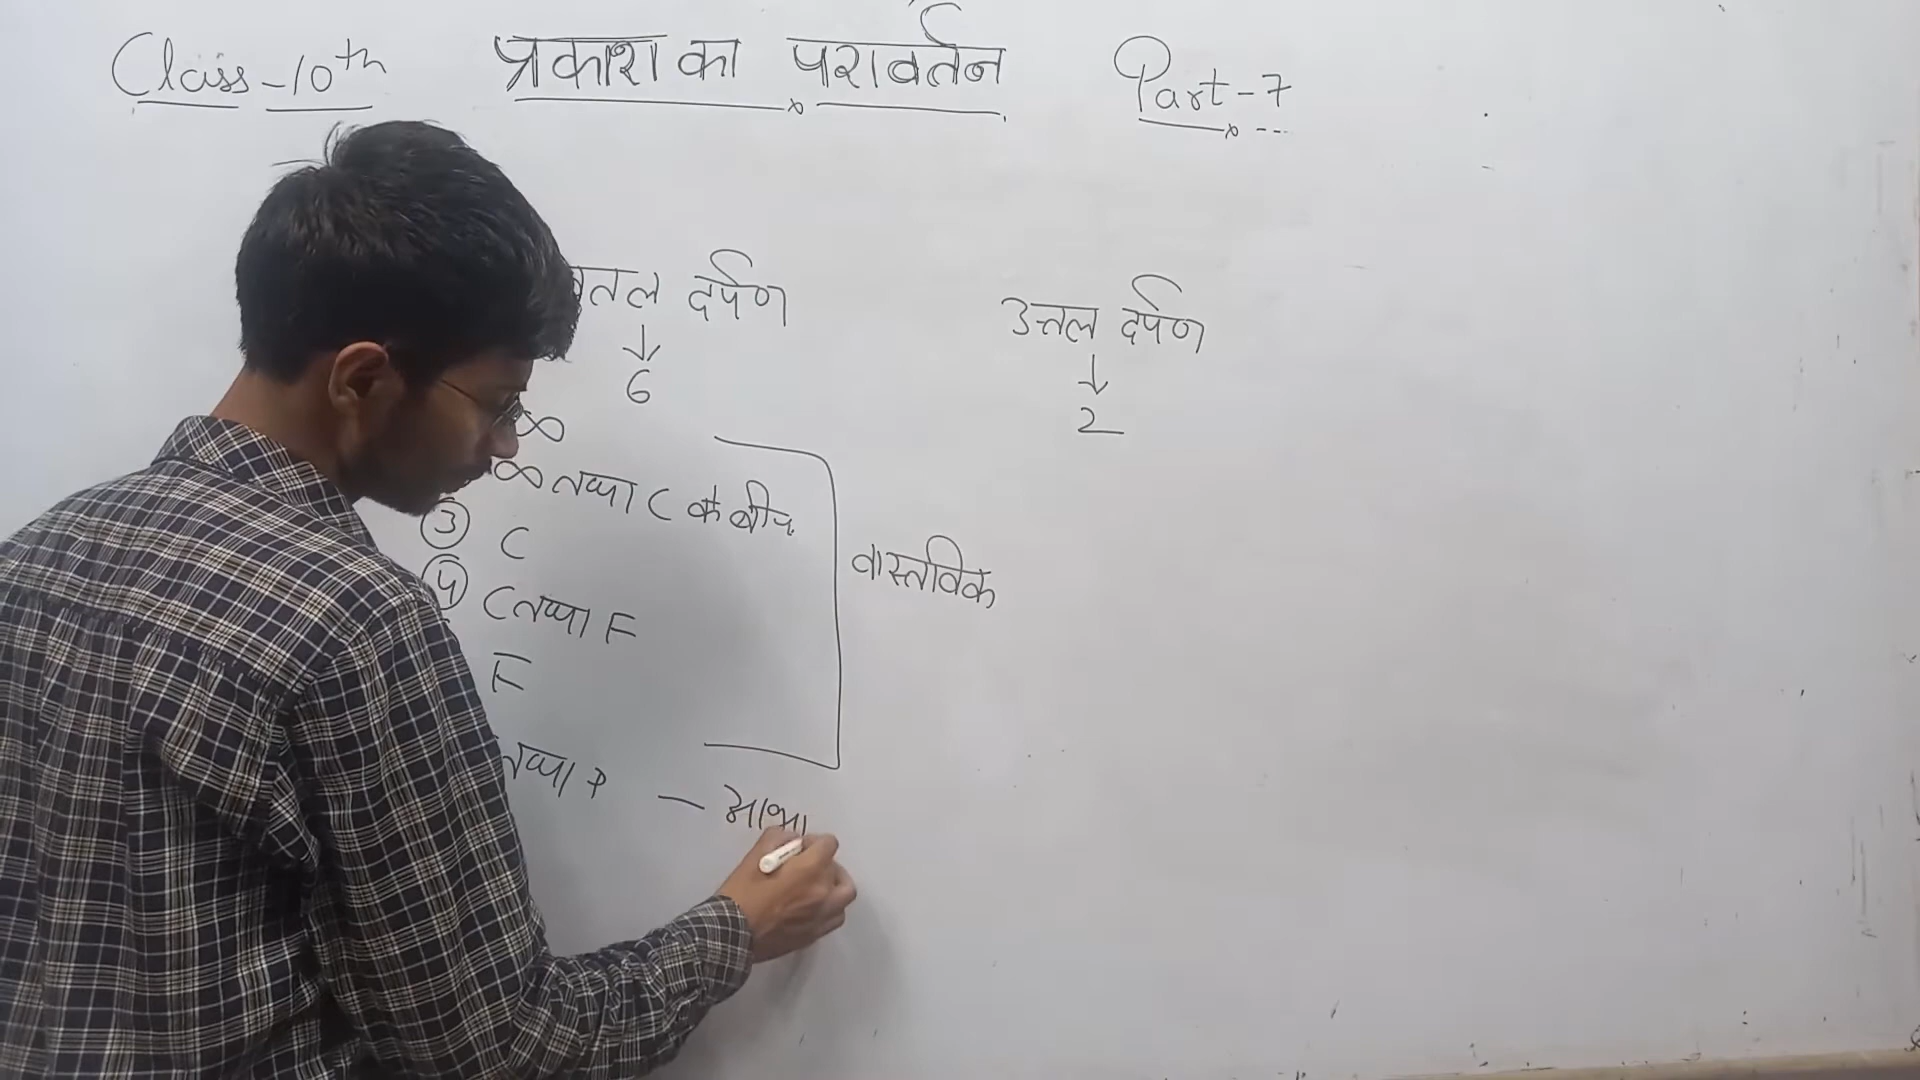 Class-10th प्रकाश का परावर्तन Part-7
दर्पण
↓
6
∞
∞ तथा C के बीच
③ C
④ C तथा F
F
तथा P — आभा
वास्तविक
उत्तल दर्पण
↓
2